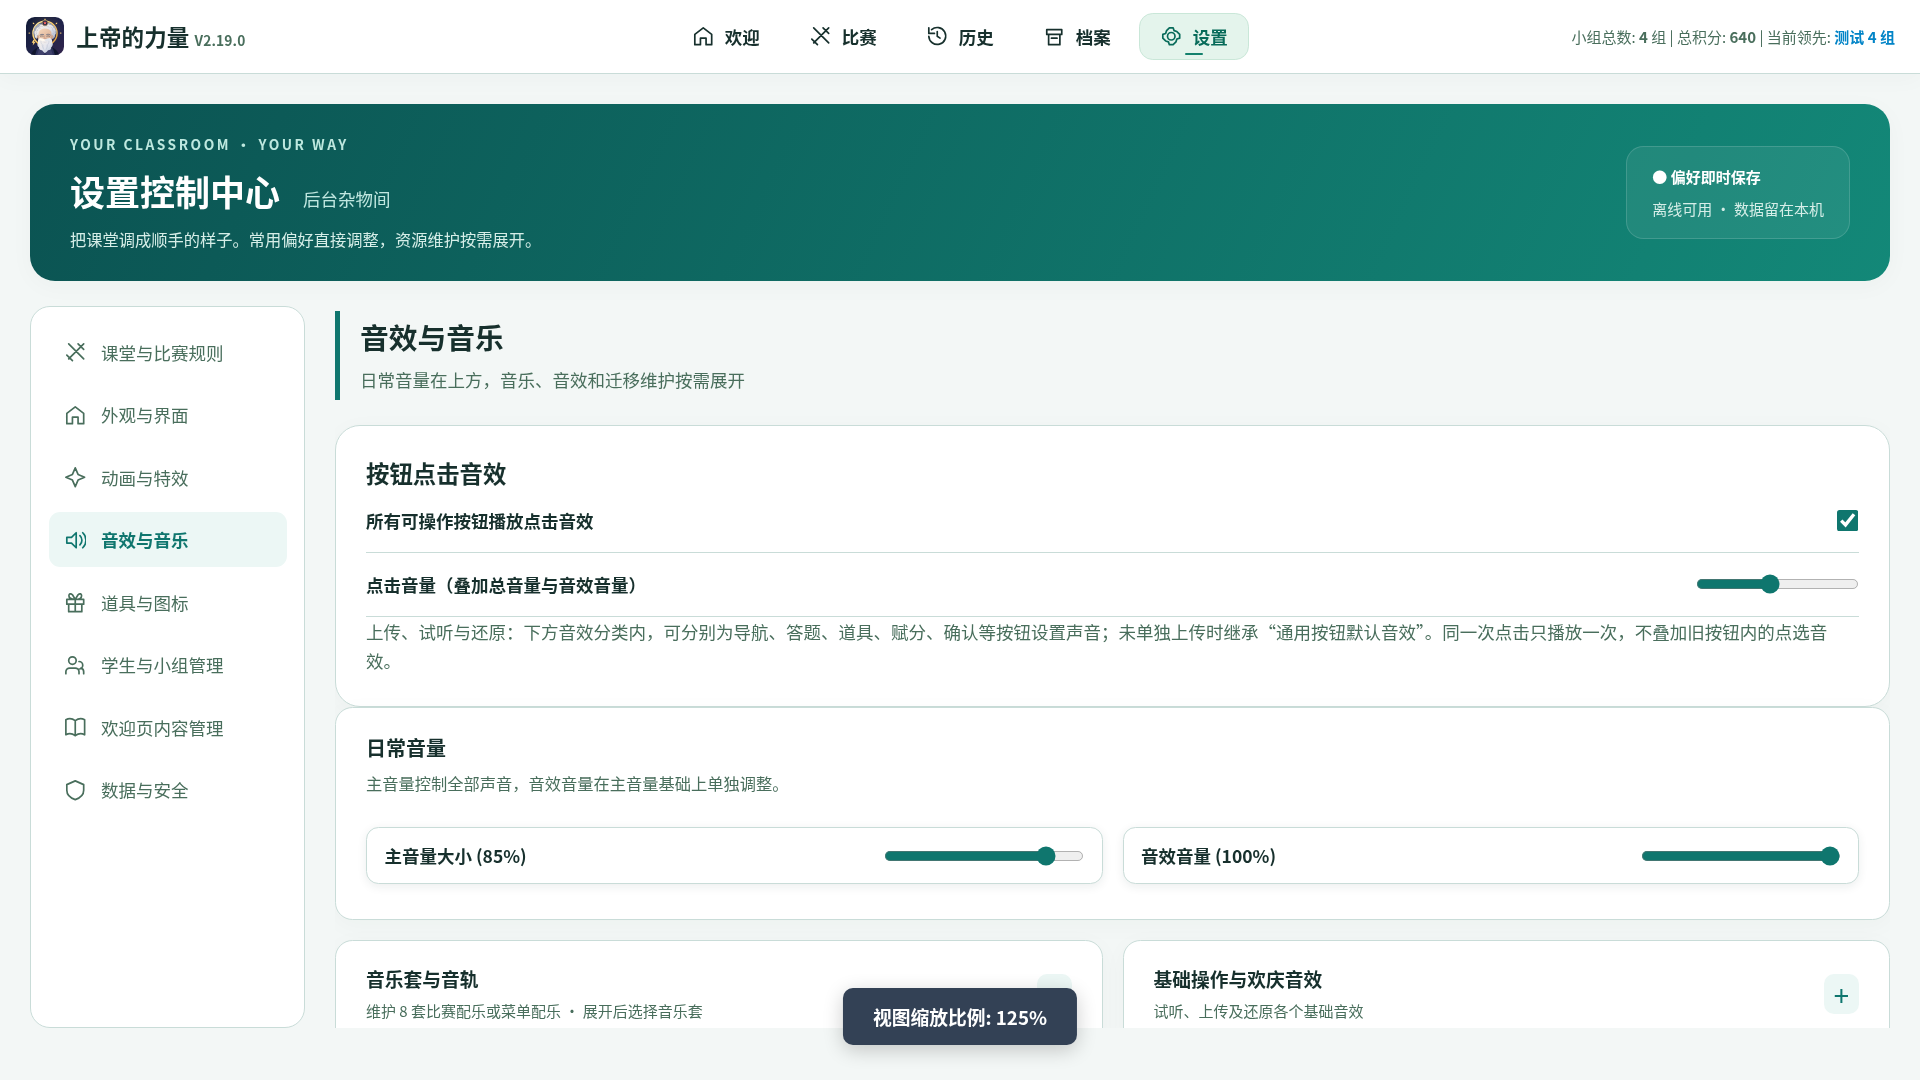 上帝的力量 V2.19.0
欢迎
比赛
历史
档案
设置
小组总数: 4 组 | 总积分: 640 | 当前领先: 测试 4 组
YOUR CLASSROOM · YOUR WAY
设置控制中心 后台杂物间
把课堂调成顺手的样子。常用偏好直接调整，资源维护按需展开。
● 偏好即时保存
离线可用 · 数据留在本机
课堂与比赛规则
外观与界面
动画与特效
音效与音乐
道具与图标
学生与小组管理
欢迎页内容管理
数据与安全
音效与音乐
日常音量在上方，音乐、音效和迁移维护按需展开
按钮点击音效
所有可操作按钮播放点击音效
点击音量（叠加总音量与音效音量）
上传、试听与还原：下方音效分类内，可分别为导航、答题、道具、赋分、确认等按钮设置声音；未单独上传时继承“通用按钮默认音效”。同一次点击只播放一次，不叠加旧按钮内的点选音
效。
日常音量
主音量控制全部声音，音效音量在主音量基础上单独调整。
主音量大小 (85%)
音效音量 (100%)
音乐套与音轨
维护 8 套比赛配乐或菜单配乐 · 展开后选择音乐套
基础操作与欢庆音效
试听、上传及还原各个基础音效
+
视图缩放比例: 125%